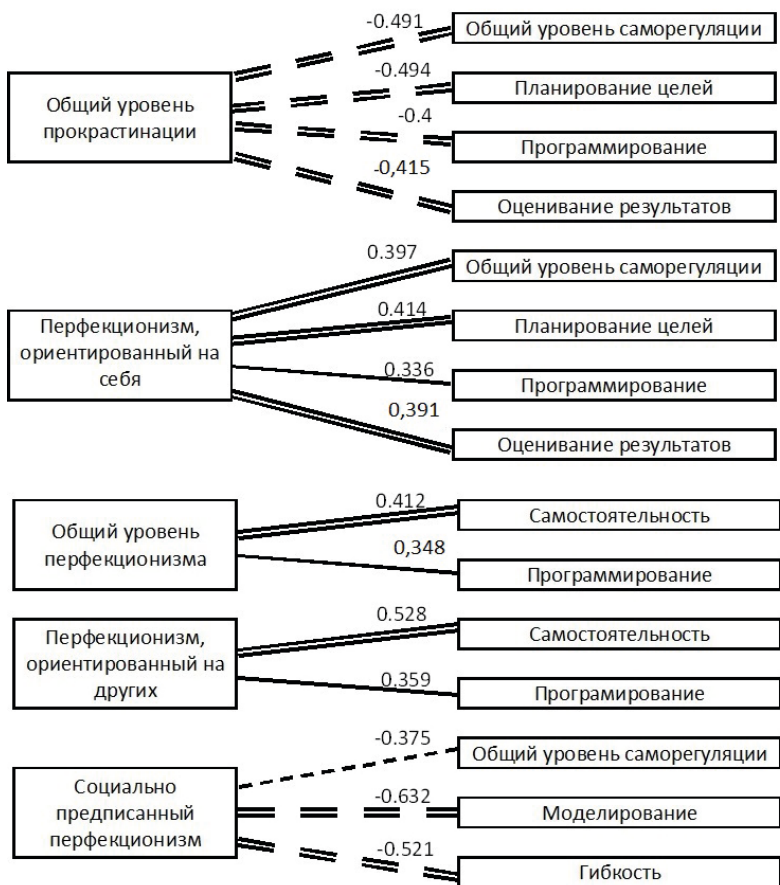 -0.491
Общий уровень саморегуляции
Общий уровень
прокрастинации
-0.494
Планирование целей
-0.4
Программирование
-0,415
Оценивание результатов
0.397
Общий уровень саморегуляции
Перфекционизм,
ориентированный на
себя
0.414
Планирование целей
0.336
Программирование
0,391
Оценивание результатов
Общий уровень
перфекционизма
0.412
Самостоятельность
0,348
Программирование
Перфекционизм,
ориентированный на
других
0.528
Самостоятельность
0.359
Програмирование
Социально
предписанный
перфекционизм
-0.375
Общий уровень саморегуляции
-0.632
Моделирование
-0.521
Гибкость